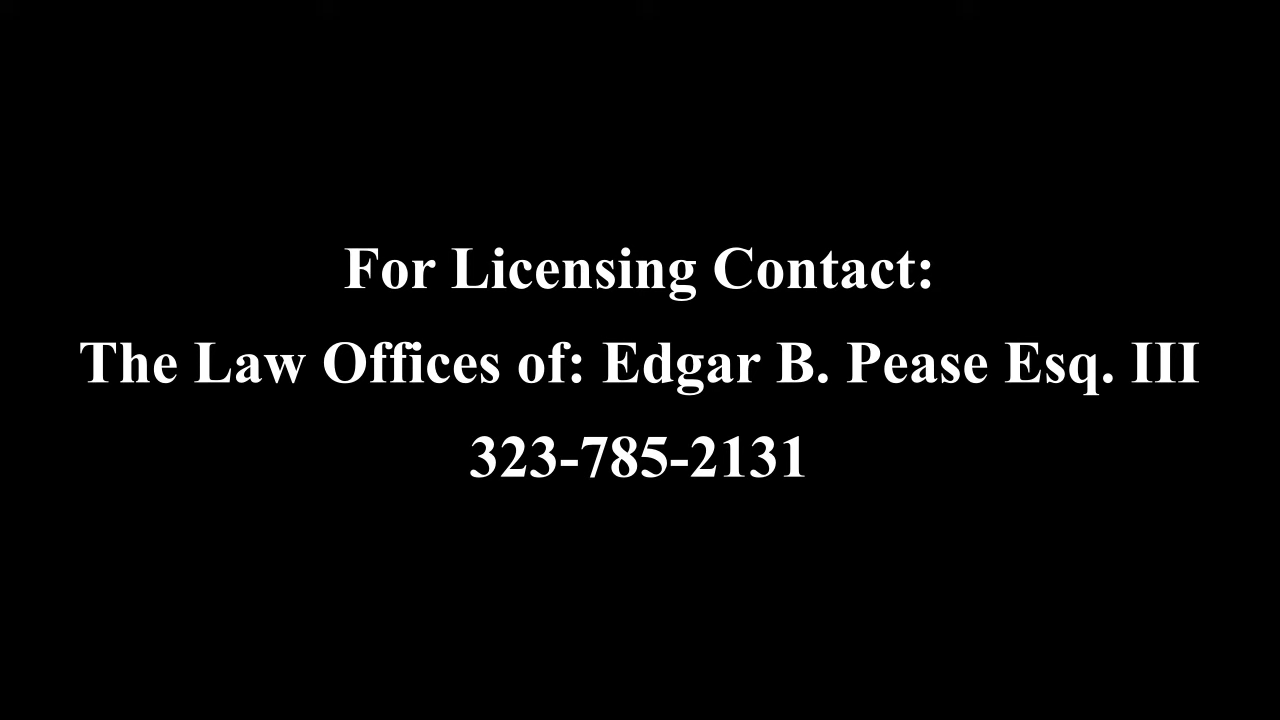 For Licensing Contact:
The Law Offices of: Edgar B. Pease Esq. III
323-785-2131